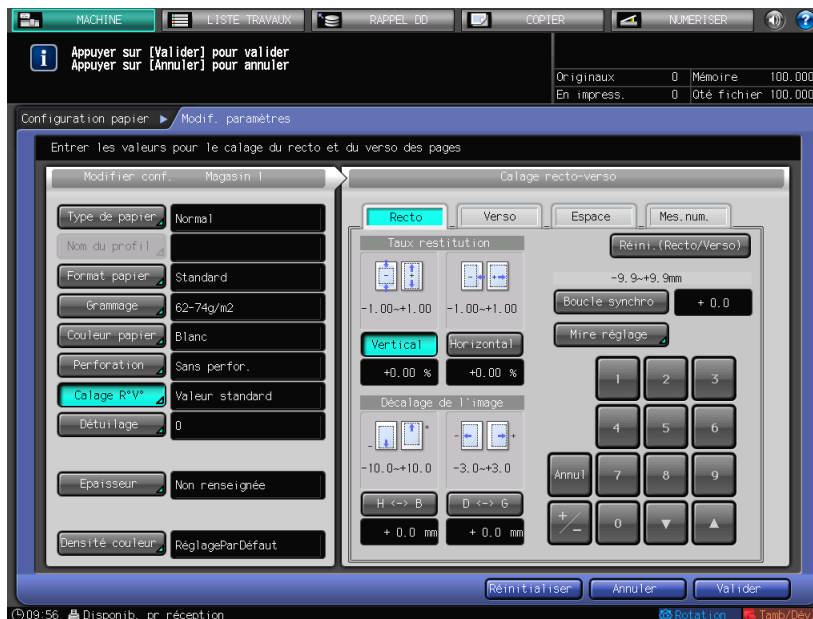 MACHINE LISTE TRAVAUX RAPPEL DD COPIER NUMERISER
Appuyer sur [Valider] pour valider
Appuyer sur [Annuler] pour annuler
Originaux 0 Mémoire 100.000
En impress. 0 Qté fichier 100.000
Configuration papier ▶ Modif. paramètres
Entrer les valeurs pour le calage du recto et du verso des pages
Modifier conf. Magasin 1
Type de papier Normal
Nom du profil
Format papier Standard
Grammage 62-74g/m2
Couleur papier Blanc
Perforation Sans perfor.
Calage R°V° Valeur standard
Détuilage 0
Epaisseur Non renseignée
Densité couleur RéglageParDéfaut
Calage recto-verso
Recto Verso Espace Mes.num.
Taux restitution
-1.00~+1.00 -1.00~+1.00
Vertical Horizontal
+0.00 % +0.00 %
Décalage de l'image
- + - +
-10.0~+10.0 -3.0~+3.0
H <-> B D <-> G
+ 0.0 mm + 0.0 mm
Réini.(Recto/Verso)
-9.9~+9.9mm
Boucle synchro + 0.0
Mire réglage
1 2 3
4 5 6
Annul 7 8 9
+/- 0 ▼ ▲
Réinitialiser Annuler Valider
09:56 Disponib. pr réception Rotation Tamb/Dév